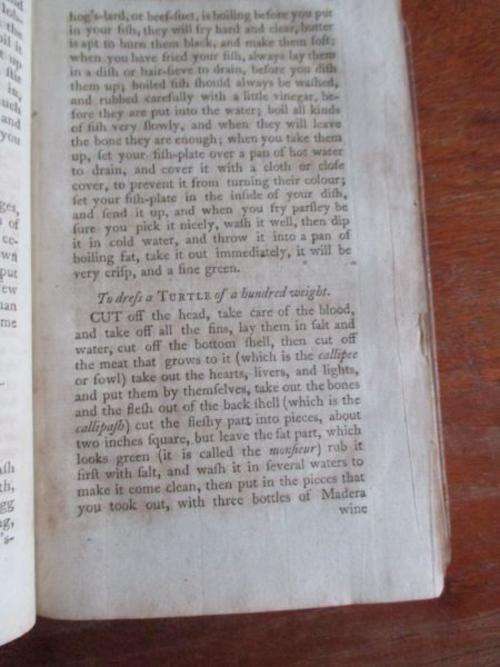 hog's-lard, or beef-suet, is boiling before you put
in your fish, they will fry hard and clear, butter
is apt to burn them black, and make them soft;
when you have fried your fish, always lay them
in a dish or hair-sieve to drain, before you dish
them up; boiled fish should always be washed,
and rubbed carefully with a little vinegar, be-
fore they are put into the water; boil all kinds
of fish very slowly, and when they will leave
the bone they are enough; when you take them
up, set your fish-plate over a pan of hot water
to drain, and cover it with a cloth or close
cover, to prevent it from turning their colour;
set your fish-plate in the inside of your dish,
and send it up, and when you fry parsley be
sure you pick it nicely, wash it well, then dip
it in cold water, and throw it into a pan of
boiling fat, take it out immediately, it will be
very crisp, and a fine green.
To dress a TURTLE of a hundred weight.
CUT off the head, take care of the blood,
and take off all the fins, lay them in salt and
water, cut off the bottom shell, then cut off
the meat that grows to it (which is the callipee
or fowl) take out the hearts, livers, and lights,
and put them by themselves, take out the bones
and the flesh out of the back shell (which is the
callipash) cut the fleshy part into pieces, about
two inches square, but leave the fat part, which
looks green (it is called the monsieur) rub it
first with salt, and wash it in several waters to
make it come clean, then put in the pieces that
you took out, with three bottles of Madera
wine